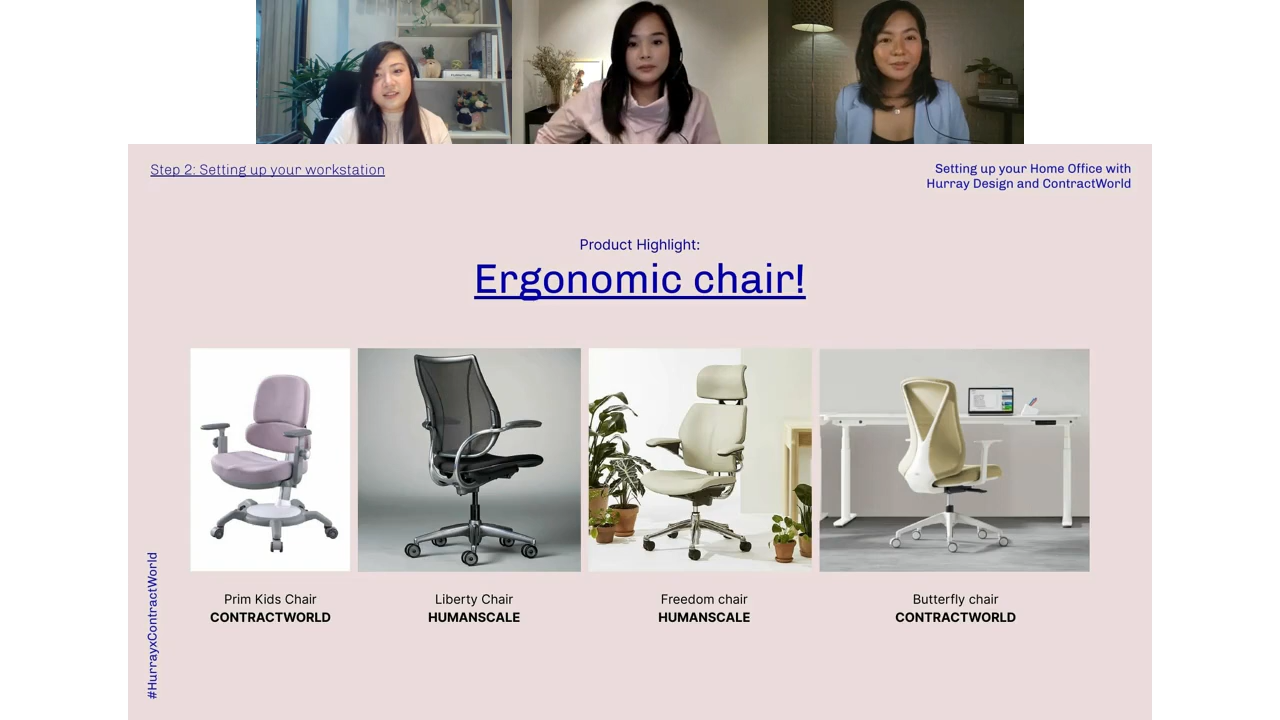 Step 2: Setting up your workstation
Setting up your Home Office with
Hurray Design and ContractWorld
Product Highlight:
Ergonomic chair!
Prim Kids Chair
CONTRACTWORLD
Liberty Chair
HUMANSCALE
Freedom chair
HUMANSCALE
Butterfly chair
CONTRACTWORLD
#HurrayxContractWorld